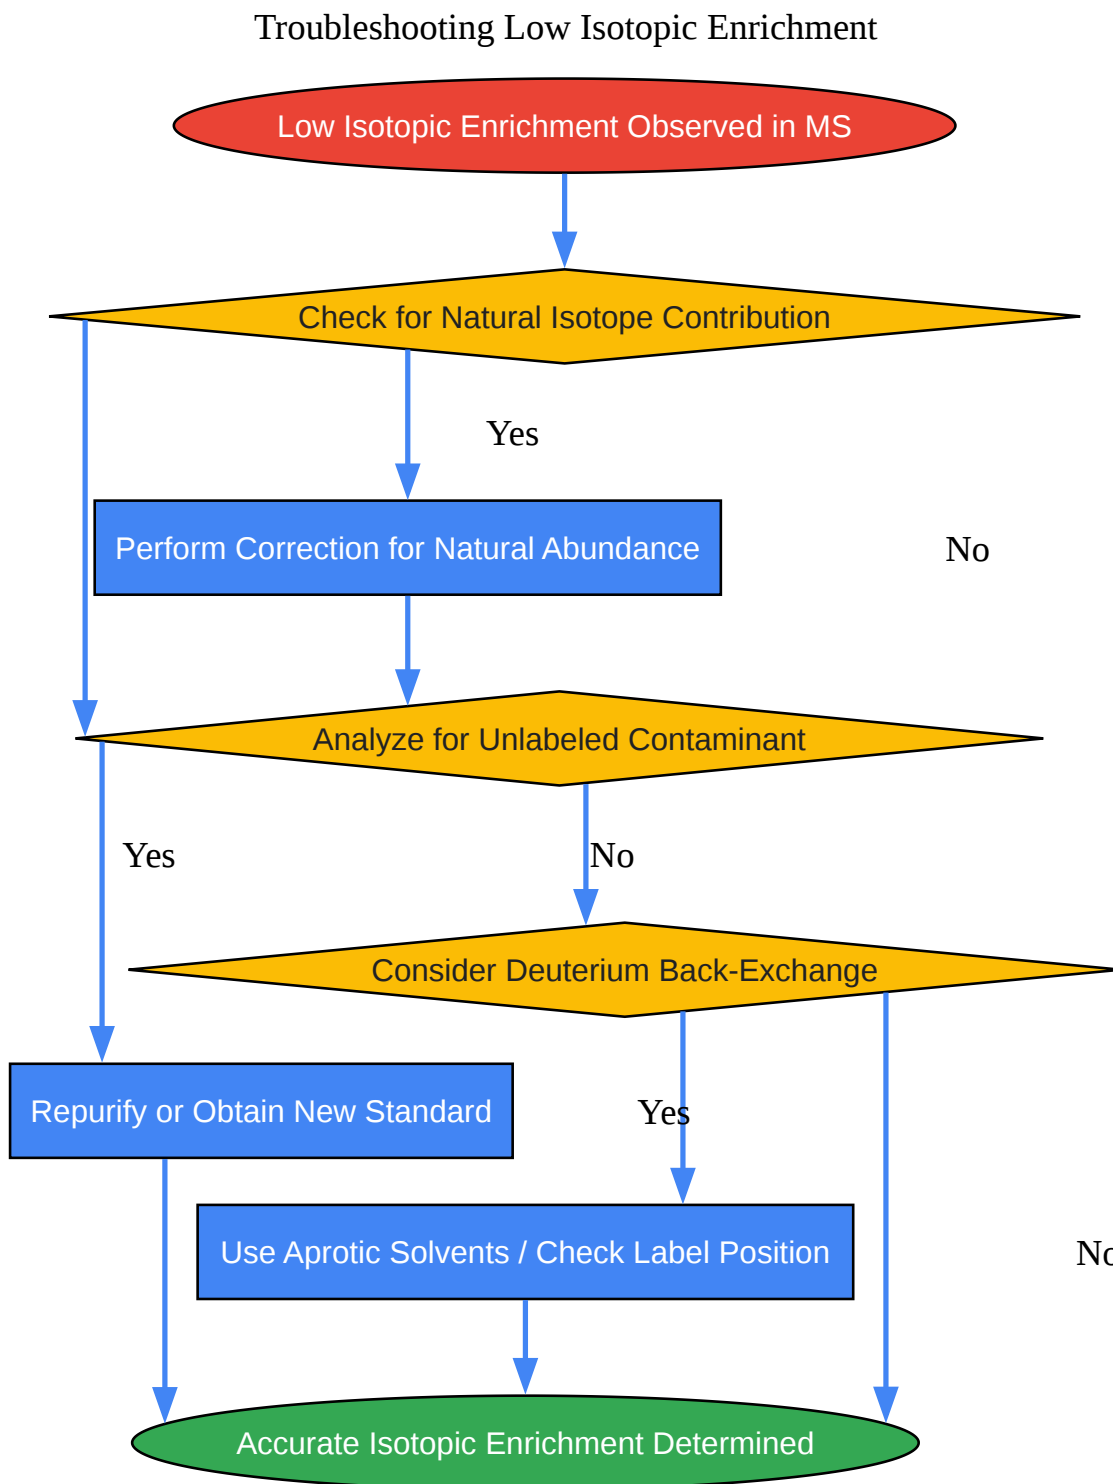 Troubleshooting Low Isotopic Enrichment
Low Isotopic Enrichment Observed in MS
Check for Natural Isotope Contribution
Yes
Perform Correction for Natural Abundance
No
Analyze for Unlabeled Contaminant
Yes
No
Consider Deuterium Back-Exchange
Repurify or Obtain New Standard
Yes
Use Aprotic Solvents / Check Label Position
No
Accurate Isotopic Enrichment Determined